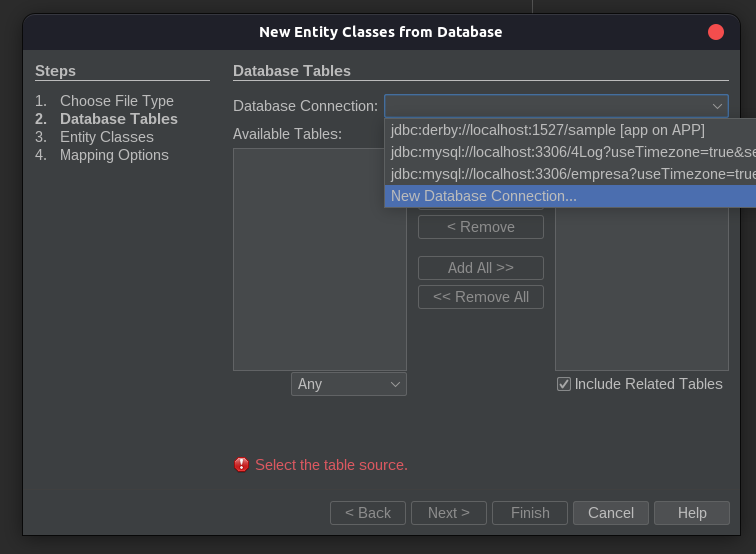 New Entity Classes from Database
Steps
1. Choose File Type
2. Database Tables
3. Entity Classes
4. Mapping Options
Database Tables
Database Connection:
jdbc:derby://localhost:1527/sample [app on APP]
jdbc:mysql://localhost:3306/4Log?useTimezone=true&se
jdbc:mysql://localhost:3306/empresa?useTimezone=true
New Database Connection...
Available Tables:
< Remove
Add All >>
<< Remove All
Any
Include Related Tables
Select the table source.
< Back
Next >
Finish
Cancel
Help